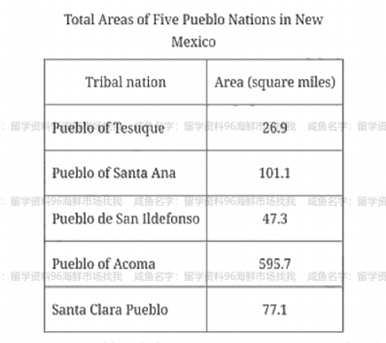 Total Areas of Five Pueblo Nations in New
Mexico
Tribal nation Area (square miles)
Pueblo of Tesuque 26.9
Pueblo of Santa Ana 101.1
Pueblo de San Ildefonso 47.3
Pueblo of Acoma 595.7
Santa Clara Pueblo 77.1